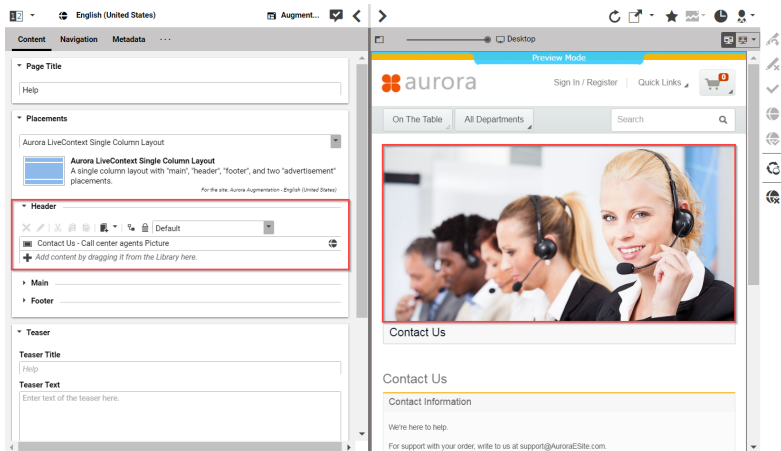 1 2
English (United States)
Augment...
Content Navigation Metadata ...
Page Title
Help
Placements
Aurora LiveContext Single Column Layout
Aurora LiveContext Single Column Layout
A single column layout with "main", "header", "footer", and two "advertisement"
placements.
For the site: Aurora Augmentation - English (United States)
Header
Default
Contact Us - Call center agents Picture
Add content by dragging it from the Library here.
Main
Footer
Teaser
Teaser Title
Help
Teaser Text
Enter text of the teaser here.
Desktop
Preview Mode
aurora
Sign In / Register
Quick Links
0
On The Table
All Departments
Search
Contact Us
Contact Us
Contact Information
We're here to help.
For support with your order, write to us at support@AuroraESite.com.